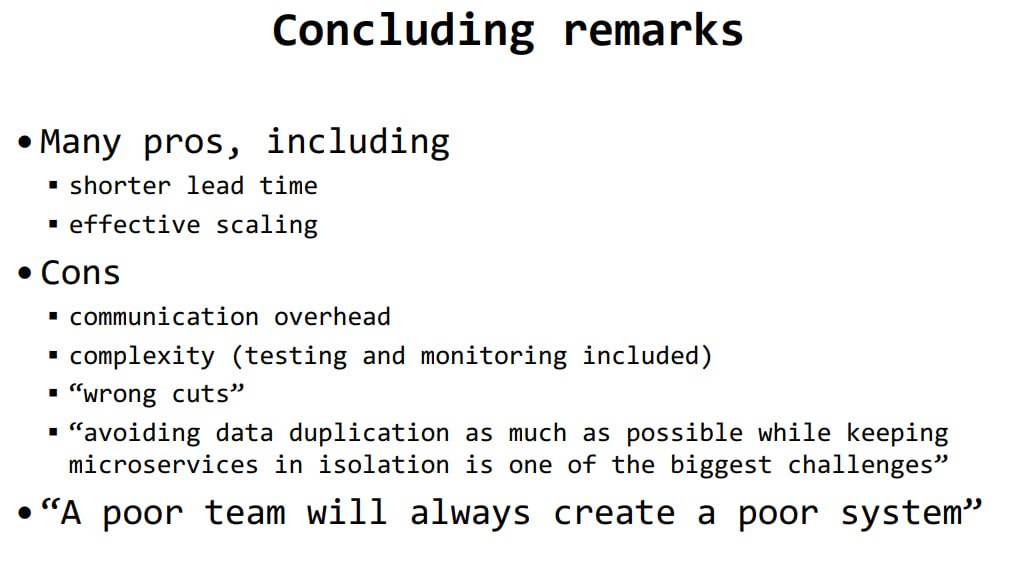 Concluding remarks
• Many pros, including
▪ shorter lead time
▪ effective scaling
• Cons
▪ communication overhead
▪ complexity (testing and monitoring included)
▪ “wrong cuts”
▪ “avoiding data duplication as much as possible while keeping
microservices in isolation is one of the biggest challenges”
• “A poor team will always create a poor system”